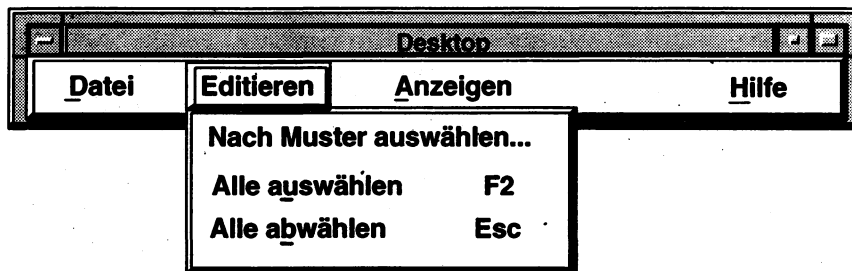 Desktop
Datei Editieren Anzeigen Hilfe
Nach Muster auswählen...
Alle auswählen F2
Alle abwählen Esc